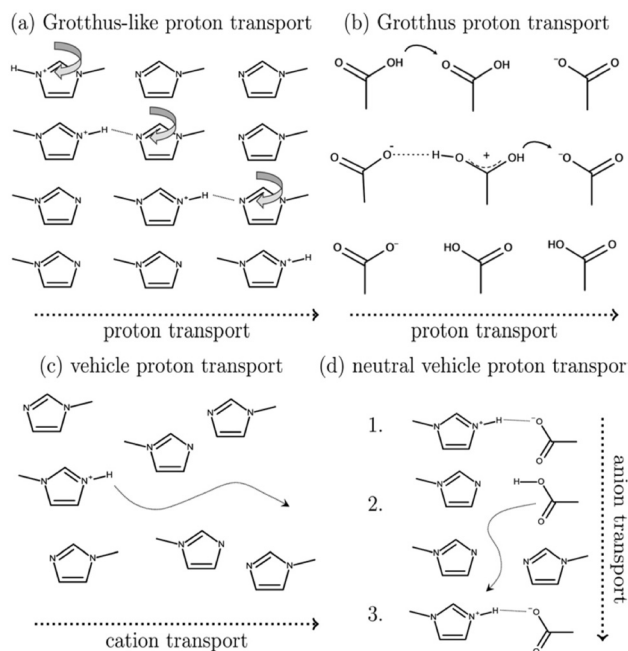 (a) Grotthus-like proton transport
(b) Grotthus proton transport
H N⁺ N N N N N
O OH O OH ⁻O O
N N⁺ H N N N N
O O⁻ H O + OH ⁻O O
N N N N⁺ H N N
N N N N N N⁺ H
O O⁻ HO O HO O
proton transport
proton transport
(c) vehicle proton transport
(d) neutral vehicle proton transpor
N N
N N
N N
N N⁺ H
N N
N N
N N
cation transport
1.
N N⁺ H ⁻O
O
2.
N N
H O
O
N N
N N
3.
N N⁺ H ⁻O
O
anion transport